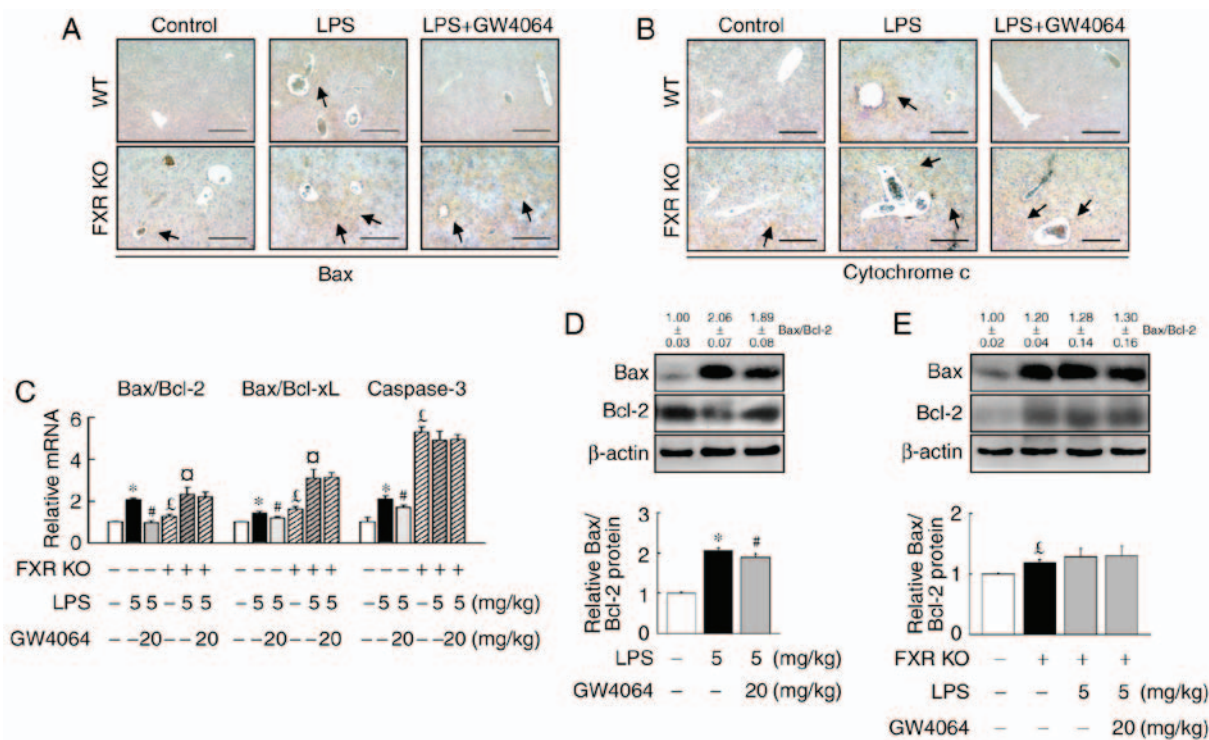 A
Control LPS LPS+GW4064
WT
FXR KO
Bax
B
Control LPS LPS+GW4064
WT
FXR KO
Cytochrome c
C
Bax/Bcl-2 Bax/Bcl-xL Caspase-3
Relative mRNA
6
4
2
0
* # £ ¤ * # £ ¤ * # £
FXR KO + + + + + + + + +
LPS – 5 5 – 5 5 – 5 5 – 5 5 – 5 5 – 5 5 (mg/kg)
GW4064 – – 20 – – 20 – – 20 – – 20 – – 20 – – 20
D
1.00 2.06 1.89
± ± ± Bax/Bcl-2
0.03 0.07 0.08
Bax
Bcl-2
β-actin
Relative Bax/
Bcl-2 protein
3
2
1
0
* #
LPS – 5 5 (mg/kg)
GW4064 – – 20 (mg/kg)
E
1.00 1.20 1.28 1.30
± ± ± ± Bax/Bcl-2
0.02 0.04 0.14 0.16
Bax
Bcl-2
β-actin
Relative Bax/
Bcl-2 protein
2
1
0
£
FXR KO – + + +
LPS – – 5 5 (mg/kg)
GW4064 – – – 20 (mg/kg)